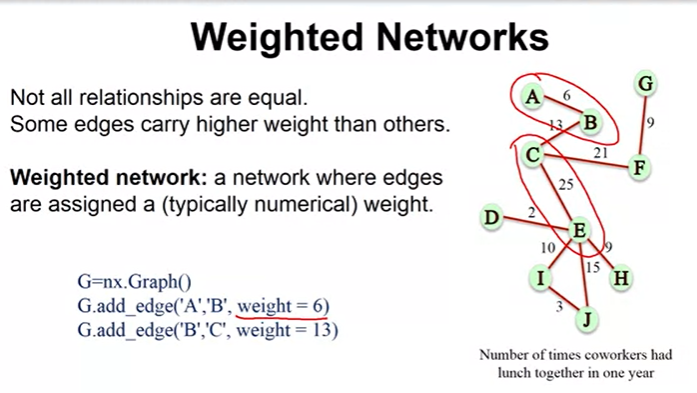 Weighted Networks
Not all relationships are equal.
Some edges carry higher weight than others.
Weighted network: a network where edges
are assigned a (typically numerical) weight.
G=nx.Graph()
G.add_edge('A','B', weight = 6)
G.add_edge('B','C', weight = 13)
G
A 6
B 9
13
C 21
F
25
D 2
E
10 9
15
I H
3
J
Number of times coworkers had
lunch together in one year